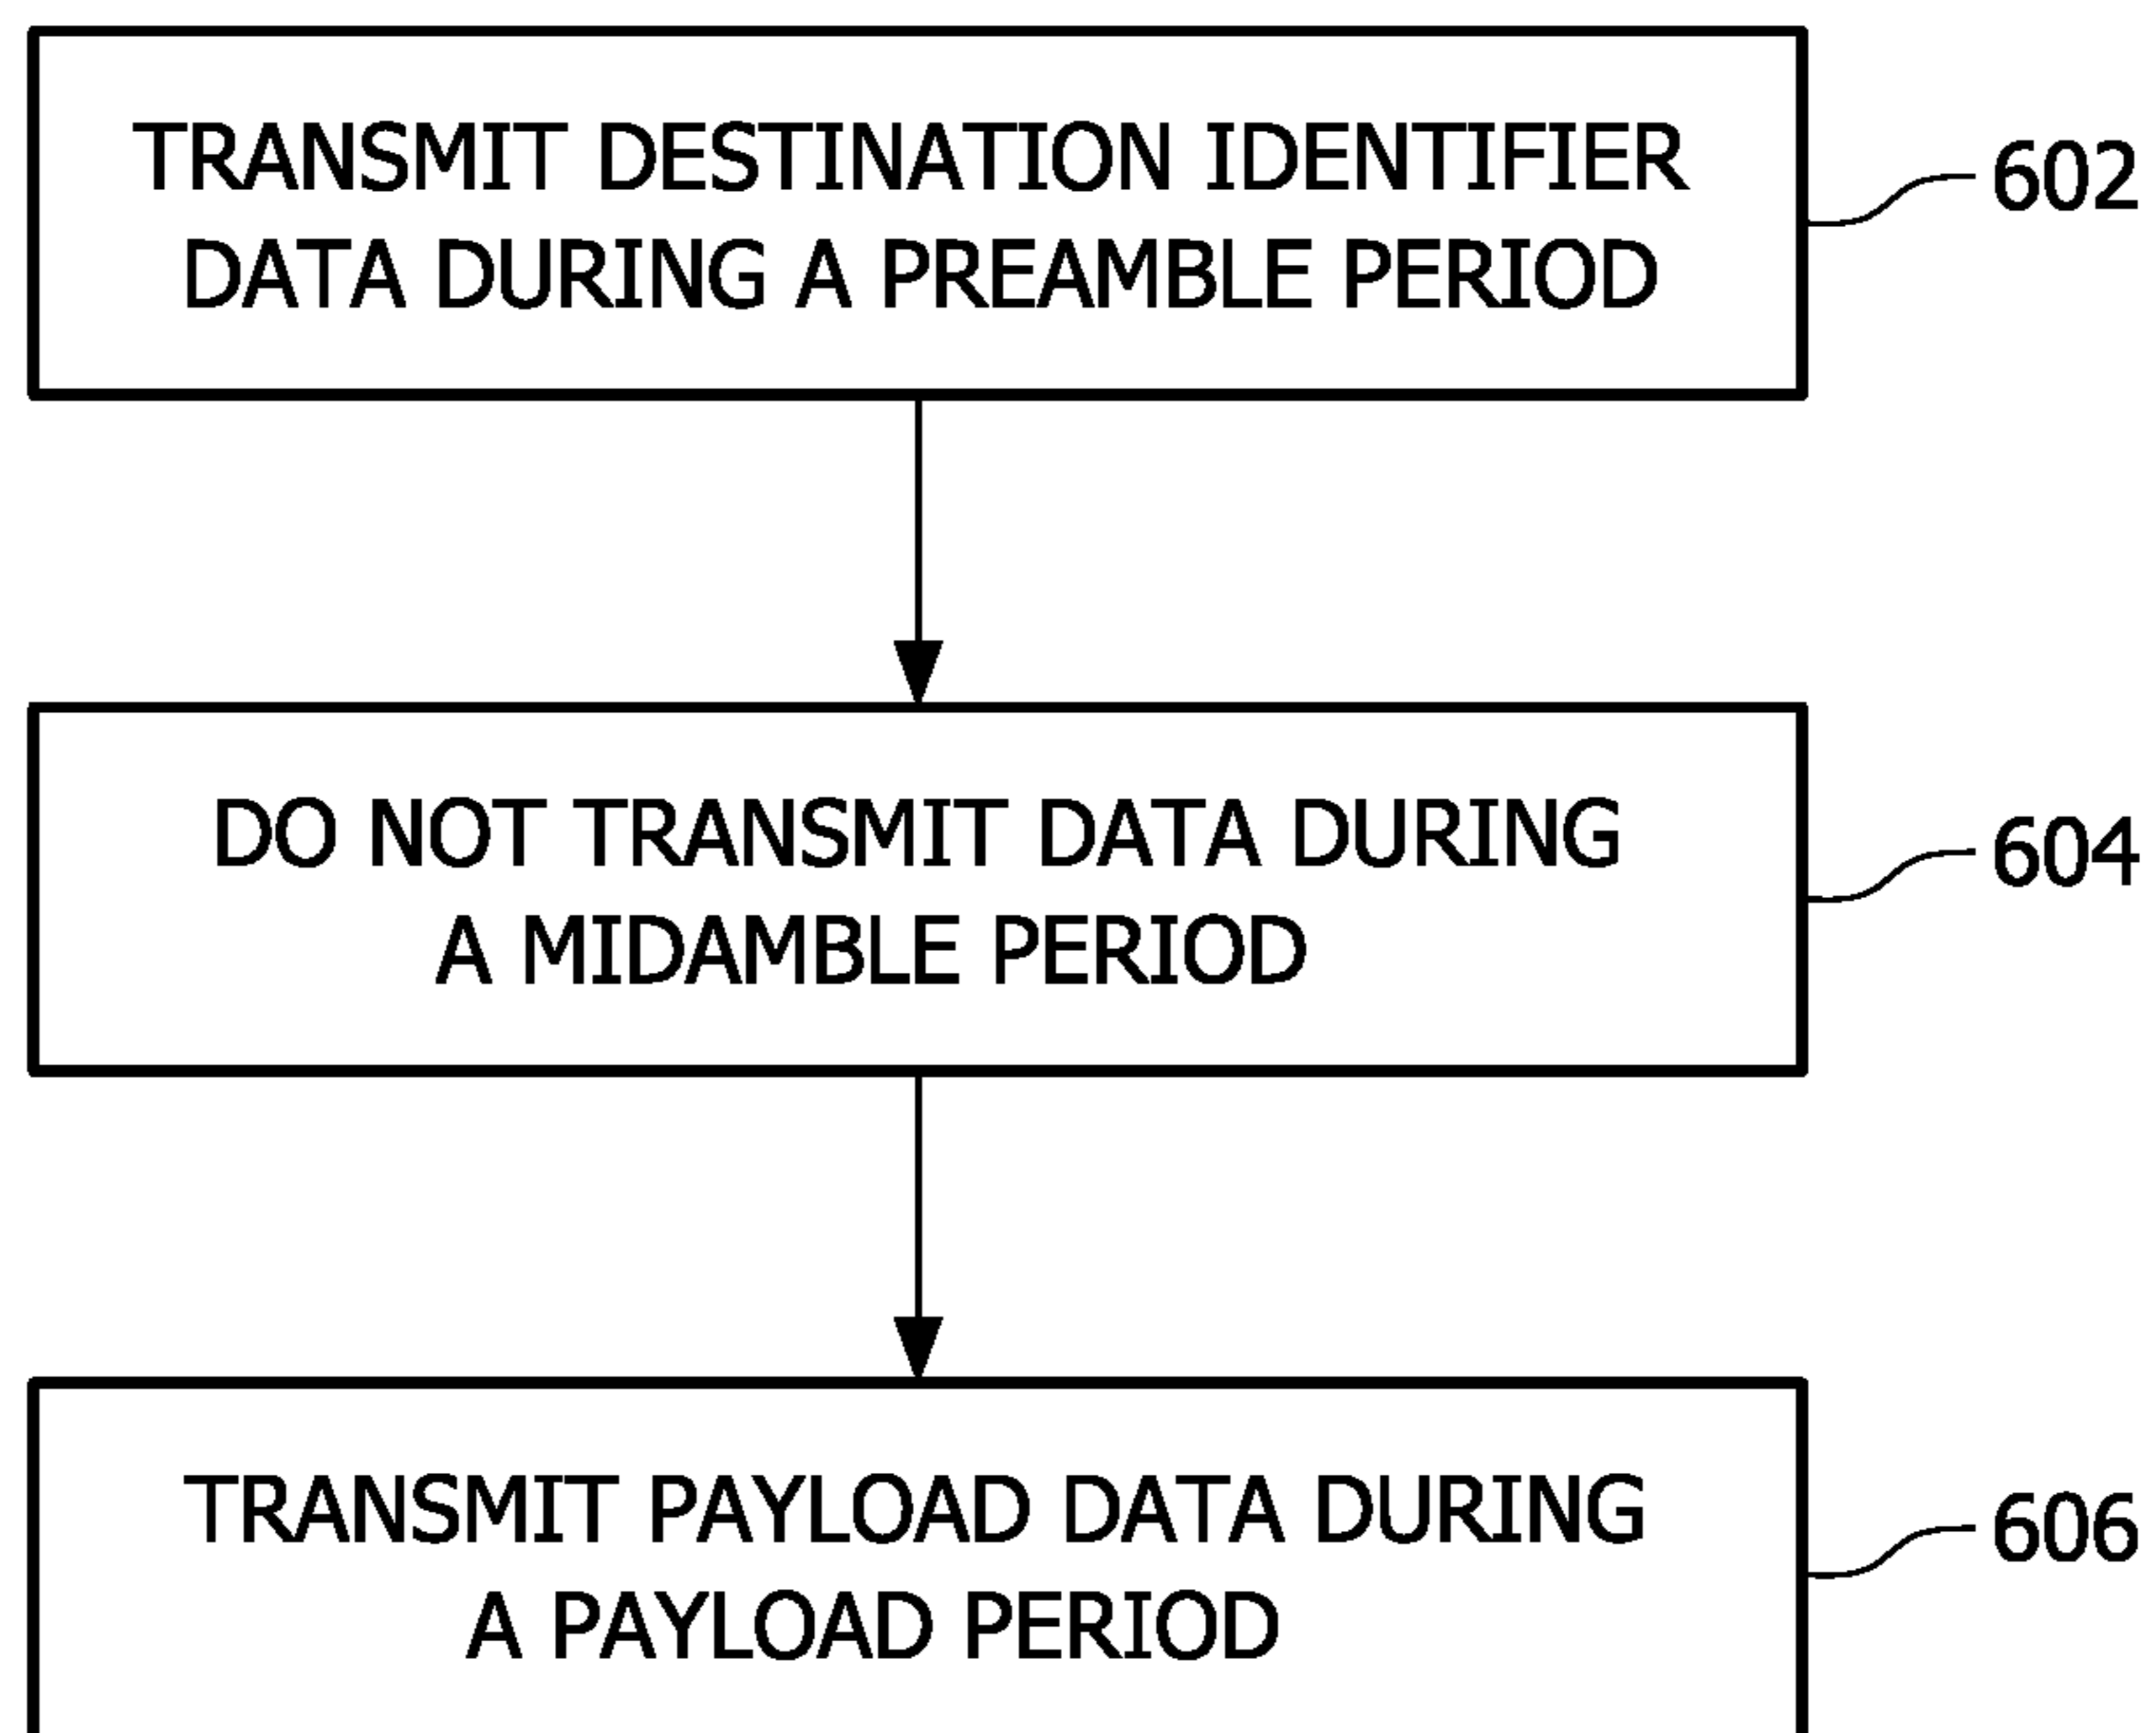 TRANSMIT DESTINATION IDENTIFIER
DATA DURING A PREAMBLE PERIOD
602
DO NOT TRANSMIT DATA DURING
A MIDAMBLE PERIOD
604
TRANSMIT PAYLOAD DATA DURING
A PAYLOAD PERIOD
606